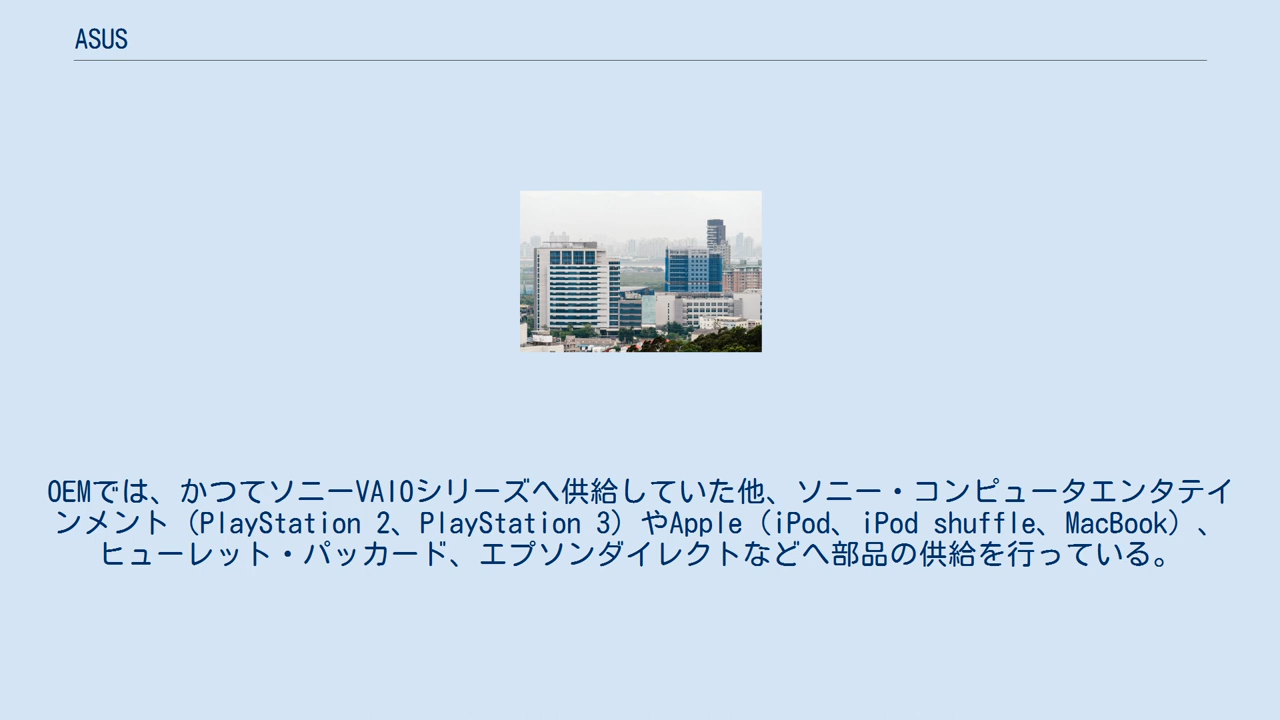 ASUS
OEMでは、かつてソニーVAIOシリーズへ供給していた他、ソニー・コンピュータエンタテイ
ンメント（PlayStation 2、PlayStation 3）やApple（iPod、iPod shuffle、MacBook）、
ヒューレット・パッカード、エプソンダイレクトなどへ部品の供給を行っている。